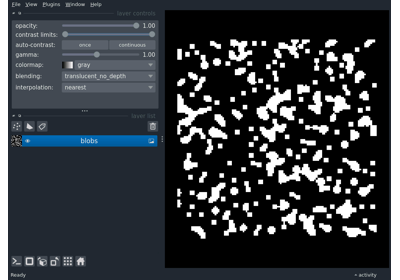 File View Plugins Window Help
layer controls
opacity: 1.00
contrast limits:
auto-contrast: once continuous
gamma: 1.00
colormap: gray
blending: translucent_no_depth
interpolation: nearest
layer list
blobs
Ready activity